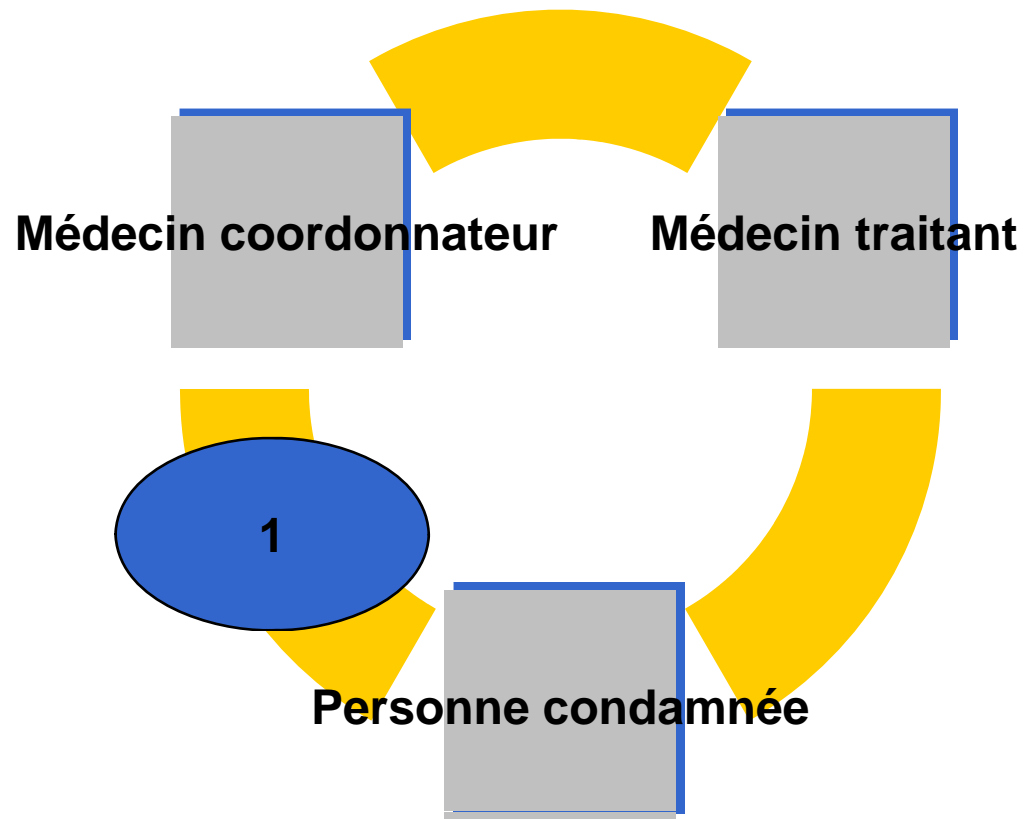 Médecin coordonnateur
Médecin traitant
1
Personne condamnée